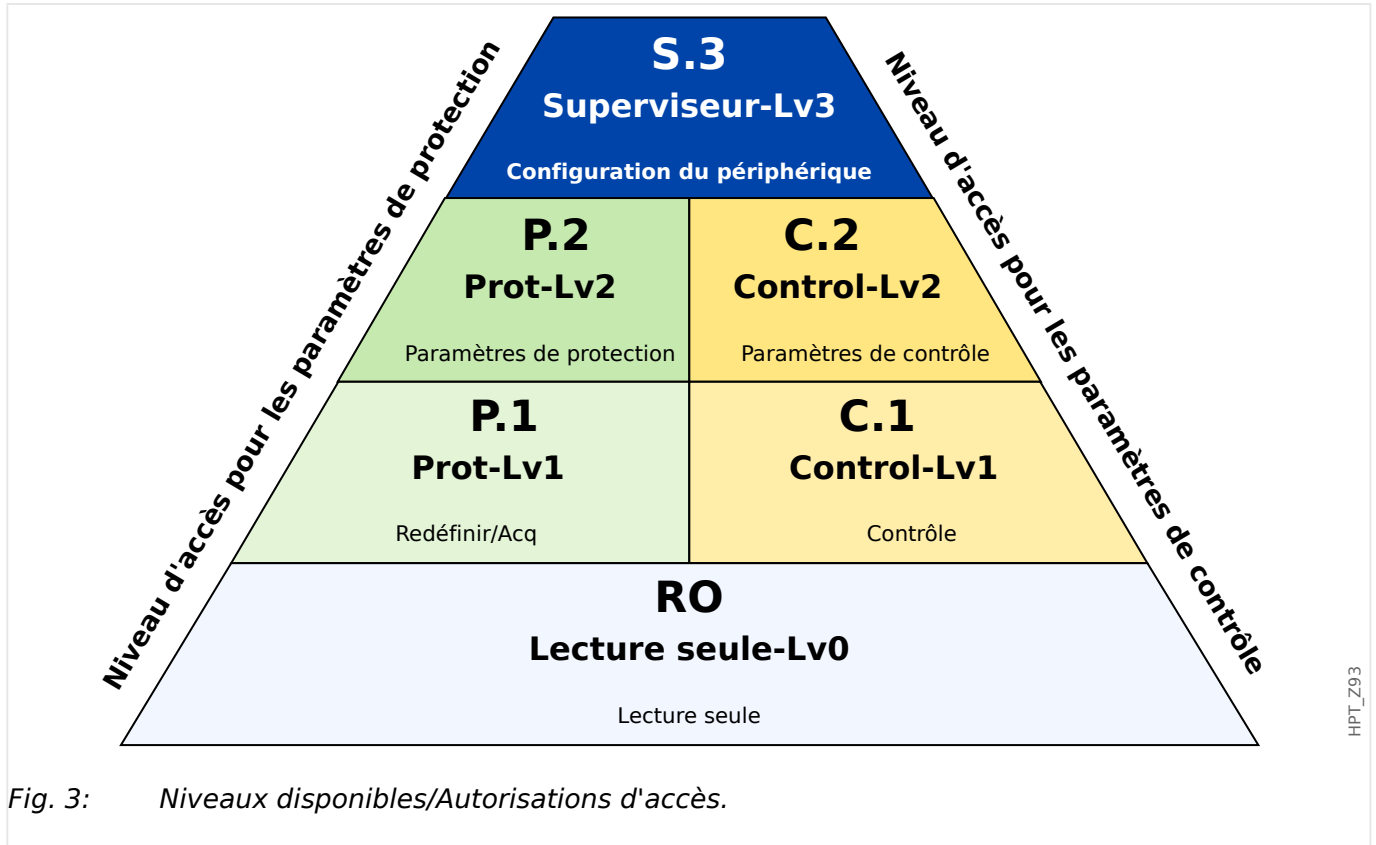 S.3
Superviseur-Lv3
Configuration du périphérique
Niveau d'accès pour les paramètres de protection
Niveau d'accès pour les paramètres de contrôle
P.2
Prot-Lv2
Paramètres de protection
C.2
Control-Lv2
Paramètres de contrôle
P.1
Prot-Lv1
Redéfinir/Acq
C.1
Control-Lv1
Contrôle
RO
Lecture seule-Lv0
Lecture seule
HPT_Z93
Fig. 3: Niveaux disponibles/Autorisations d'accès.